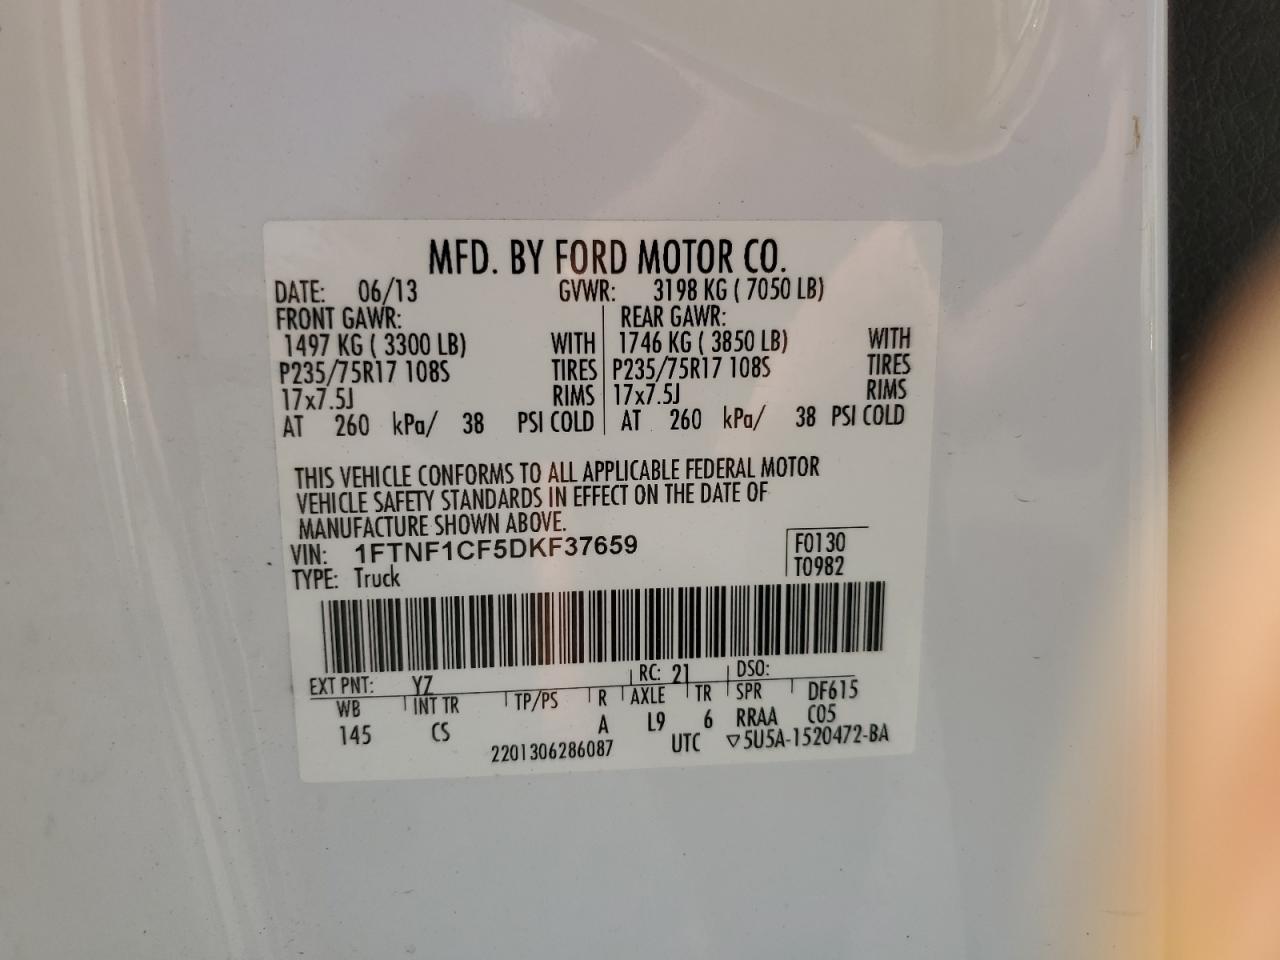 MFD. BY FORD MOTOR CO.
DATE: 06/13 GVWR: 3198 KG ( 7050 LB)
FRONT GAWR: REAR GAWR:
1497 KG ( 3300 LB) WITH 1746 KG ( 3850 LB) WITH
P235/75R17 108S TIRES P235/75R17 108S TIRES
17x7.5J RIMS 17x7.5J RIMS
AT 260 kPa/ 38 PSI COLD AT 260 kPa/ 38 PSI COLD
THIS VEHICLE CONFORMS TO ALL APPLICABLE FEDERAL MOTOR
VEHICLE SAFETY STANDARDS IN EFFECT ON THE DATE OF
MANUFACTURE SHOWN ABOVE.
VIN: 1FTNF1CF5DKF37659 F0130
TYPE: Truck T0982
EXT PNT: YZ RC: 21 DSO:
WB INT TR TP/PS R AXLE TR SPR DF615
145 CS A L9 6 RRAA C05
2201306286087 UTC ▽5U5A-1520472-BA